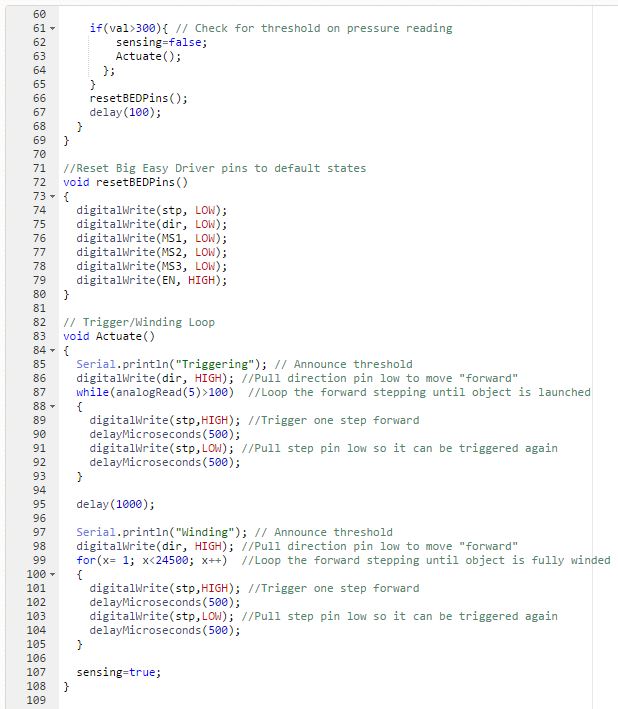 60
61 if(val>300){ // Check for threshold on pressure reading
62 sensing=false;
63 Actuate();
64 };
65 }
66 resetBEDPins();
67 delay(100);
68 }
69 }
70
71 //Reset Big Easy Driver pins to default states
72 void resetBEDPins()
73 {
74 digitalWrite(stp, LOW);
75 digitalWrite(dir, LOW);
76 digitalWrite(MS1, LOW);
77 digitalWrite(MS2, LOW);
78 digitalWrite(MS3, LOW);
79 digitalWrite(EN, HIGH);
80 }
81
82 // Trigger/Winding Loop
83 void Actuate()
84 {
85 Serial.println("Triggering"); // Announce threshold
86 digitalWrite(dir, HIGH); //Pull direction pin low to move "forward"
87 while(analogRead(5)>100) //Loop the forward stepping until object is launched
88 {
89 digitalWrite(stp,HIGH); //Trigger one step forward
90 delayMicroseconds(500);
91 digitalWrite(stp,LOW); //Pull step pin low so it can be triggered again
92 delayMicroseconds(500);
93 }
94
95 delay(1000);
96
97 Serial.println("Winding"); // Announce threshold
98 digitalWrite(dir, HIGH); //Pull direction pin low to move "forward"
99 for(x= 1; x<24500; x++) //Loop the forward stepping until object is fully winded
100 {
101 digitalWrite(stp,HIGH); //Trigger one step forward
102 delayMicroseconds(500);
103 digitalWrite(stp,LOW); //Pull step pin low so it can be triggered again
104 delayMicroseconds(500);
105 }
106
107 sensing=true;
108 }
109